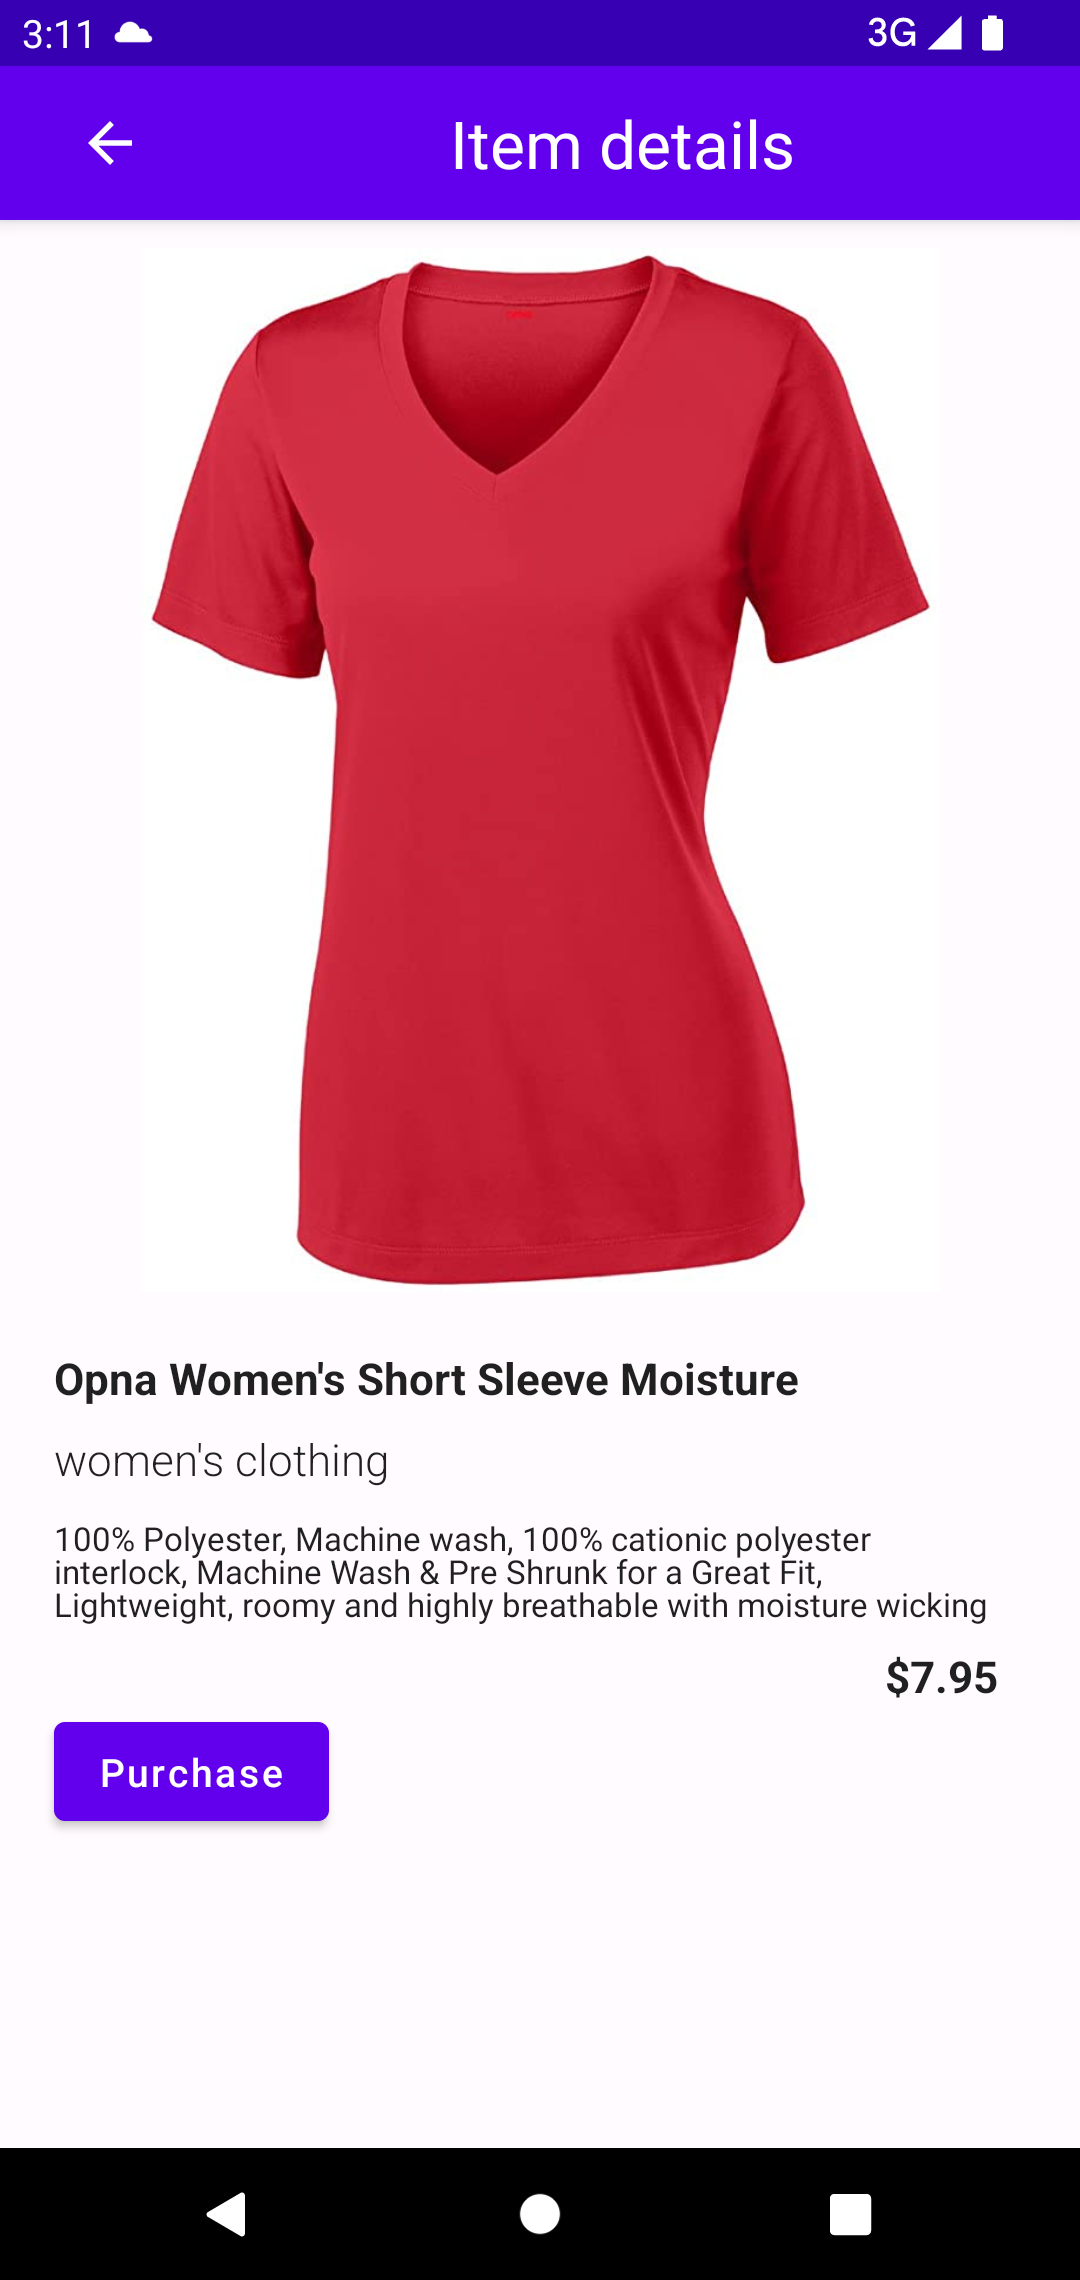 3:11
3G
Item details
Opna Women's Short Sleeve Moisture
women's clothing
100% Polyester, Machine wash, 100% cationic polyester
interlock, Machine Wash & Pre Shrunk for a Great Fit,
Lightweight, roomy and highly breathable with moisture wicking
$7.95
Purchase